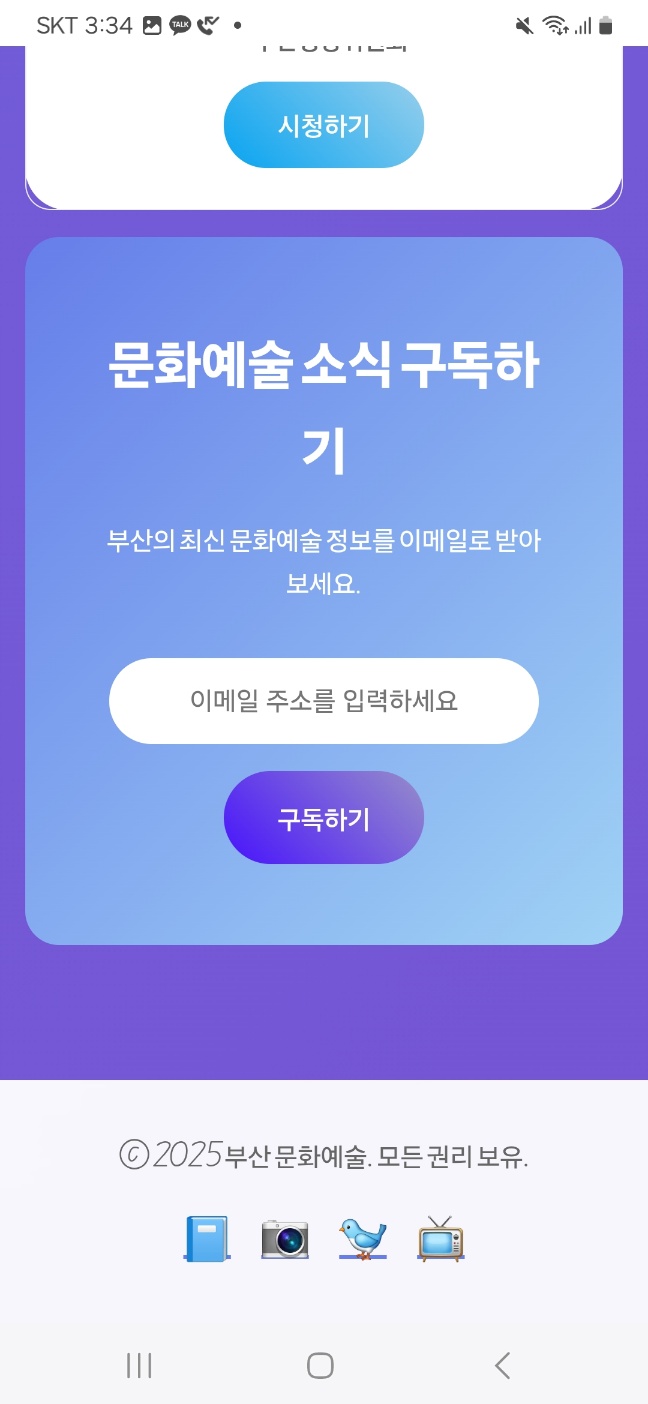 SKT 3:34
TALK
시청하기
문화예술 소식 구독하
기
부산의 최신 문화예술 정보를 이메일로 받아
보세요.
이메일 주소를 입력하세요
구독하기
© 2025 부산 문화예술. 모든 권리 보유.